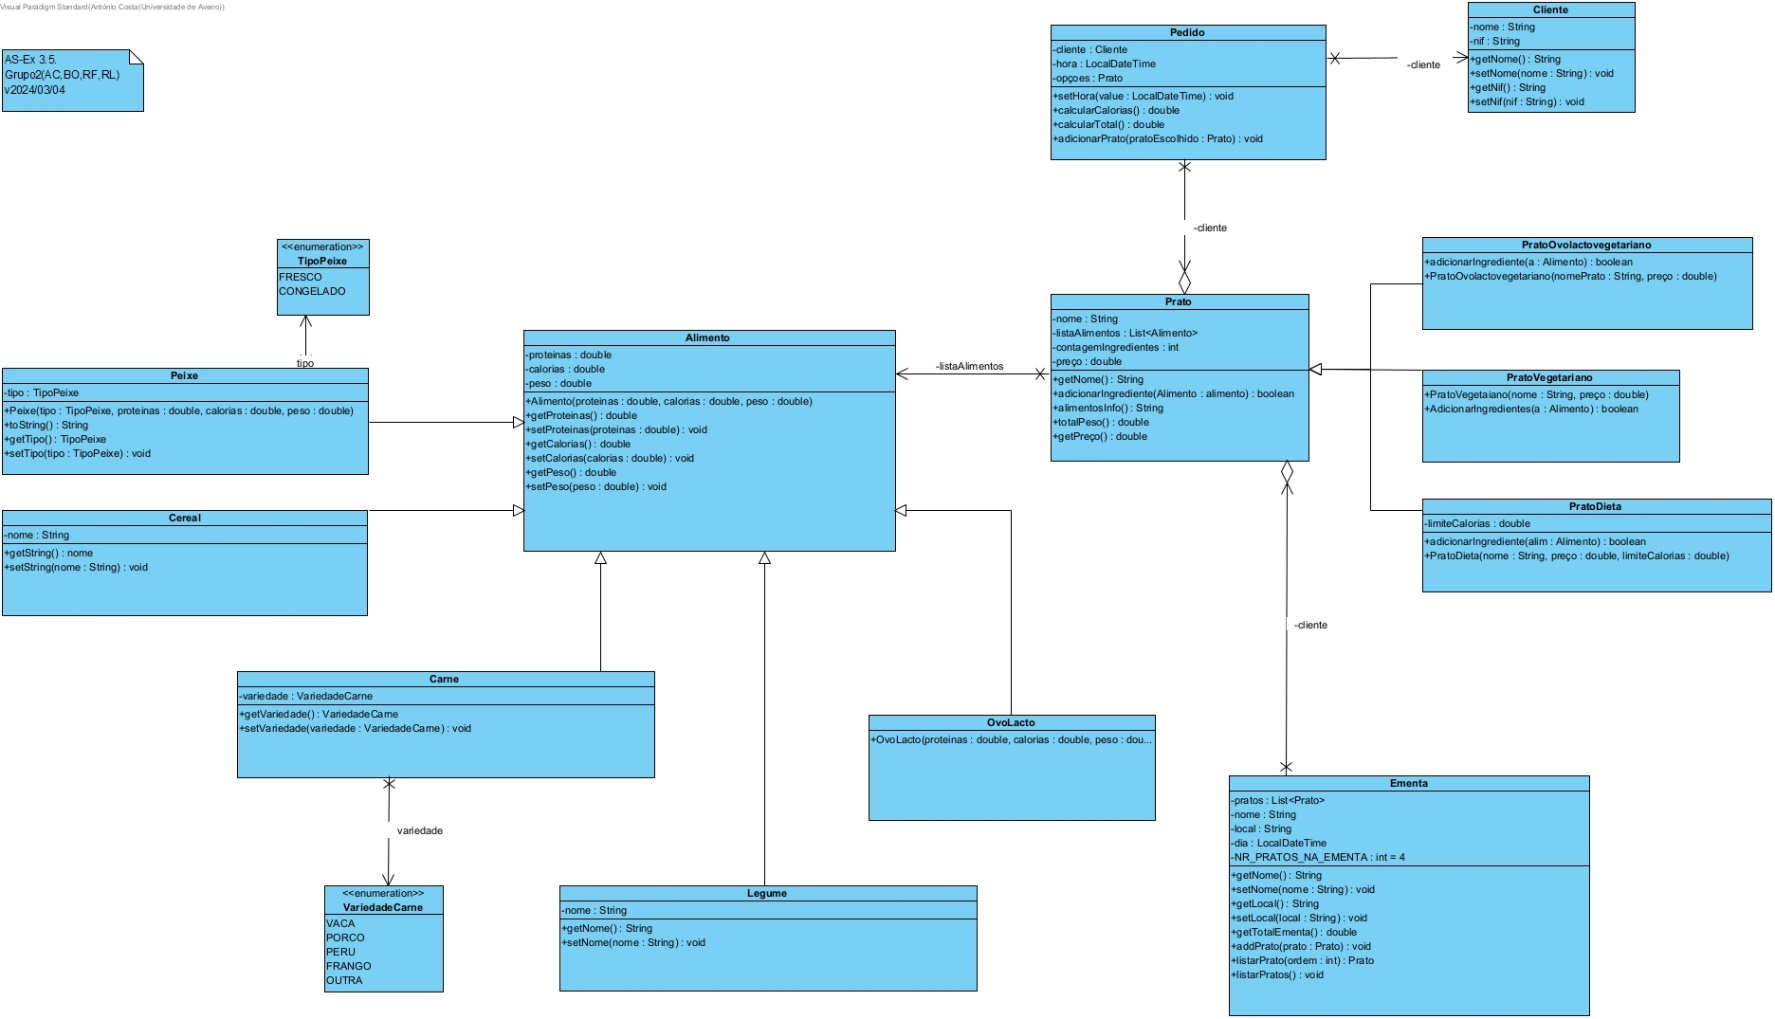 Visual Paradigm Standard(António Costa(Universidade de Aveiro))
AS-Ex 3.5.
Grupo2(AC,BO,RF,RL)
v2024/03/04
Pedido
-cliente : Cliente
-hora : LocalDateTime
-opçoes : Prato
+setHora(value : LocalDateTime) : void
+calcularCalorias() : double
+calcularTotal() : double
+adicionarPrato(pratoEscolhido : Prato) : void
-cliente
Cliente
-nome : String
-nif : String
+getNome() : String
+setNome(nome : String) : void
+getNif() : String
+setNif(nif : String) : void
-cliente
<<enumeration>>
TipoPeixe
FRESCO
CONGELADO
tipo
Peixe
-tipo : TipoPeixe
+Peixe(tipo : TipoPeixe, proteinas : double, calorias : double, peso : double)
+toString() : String
+getTipo() : TipoPeixe
+setTipo(tipo : TipoPeixe) : void
Cereal
-nome : String
+getString() : nome
+setString(nome : String) : void
Alimento
-proteinas : double
-calorias : double
-peso : double
+Alimento(proteinas : double, calorias : double, peso : double)
+getProteinas() : double
+setProteinas(proteinas : double) : void
+getCalorias() : double
+setCalorias(calorias : double) : void
+getPeso() : double
+setPeso(peso : double) : void
-listaAlimentos
Prato
-nome : String
-listaAlimentos : List<Alimento>
-contagemIngredientes : int
-preço : double
+getNome() : String
+adicionarIngrediente(Alimento : alimento) : boolean
+alimentosInfo() : String
+totalPeso() : double
+getPreço() : double
PratoOvolactovegetariano
+adicionarIngrediente(a : Alimento) : boolean
+PratoOvolactovegetariano(nomePrato : String, preço : double)
PratoVegetariano
+PratoVegetaiano(nome : String, preço : double)
+AdicionarIngredientes(a : Alimento) : boolean
PratoDieta
-limiteCalorias : double
+adicionarIngrediente(alim : Alimento) : boolean
+PratoDieta(nome : String, preço : double, limiteCalorias : double)
-cliente
Carne
-variedade : VariedadeCarne
+getVariedade() : VariedadeCarne
+setVariedade(variedade : VariedadeCarne) : void
variedade
<<enumeration>>
VariedadeCarne
VACA
PORCO
PERU
FRANGO
OUTRA
OvoLacto
+OvoLacto(proteinas : double, calorias : double, peso : dou...
Legume
-nome : String
+getNome() : String
+setNome(nome : String) : void
Ementa
-pratos : List<Prato>
-nome : String
-local : String
-dia : LocalDateTime
-NR_PRATOS_NA_EMENTA : int = 4
+getNome() : String
+setNome(nome : String) : void
+getLocal() : String
+setLocal(local : String) : void
+getTotalEmenta() : double
+addPrato(prato : Prato) : void
+listarPrato(ordem : int) : Prato
+listarPratos() : void